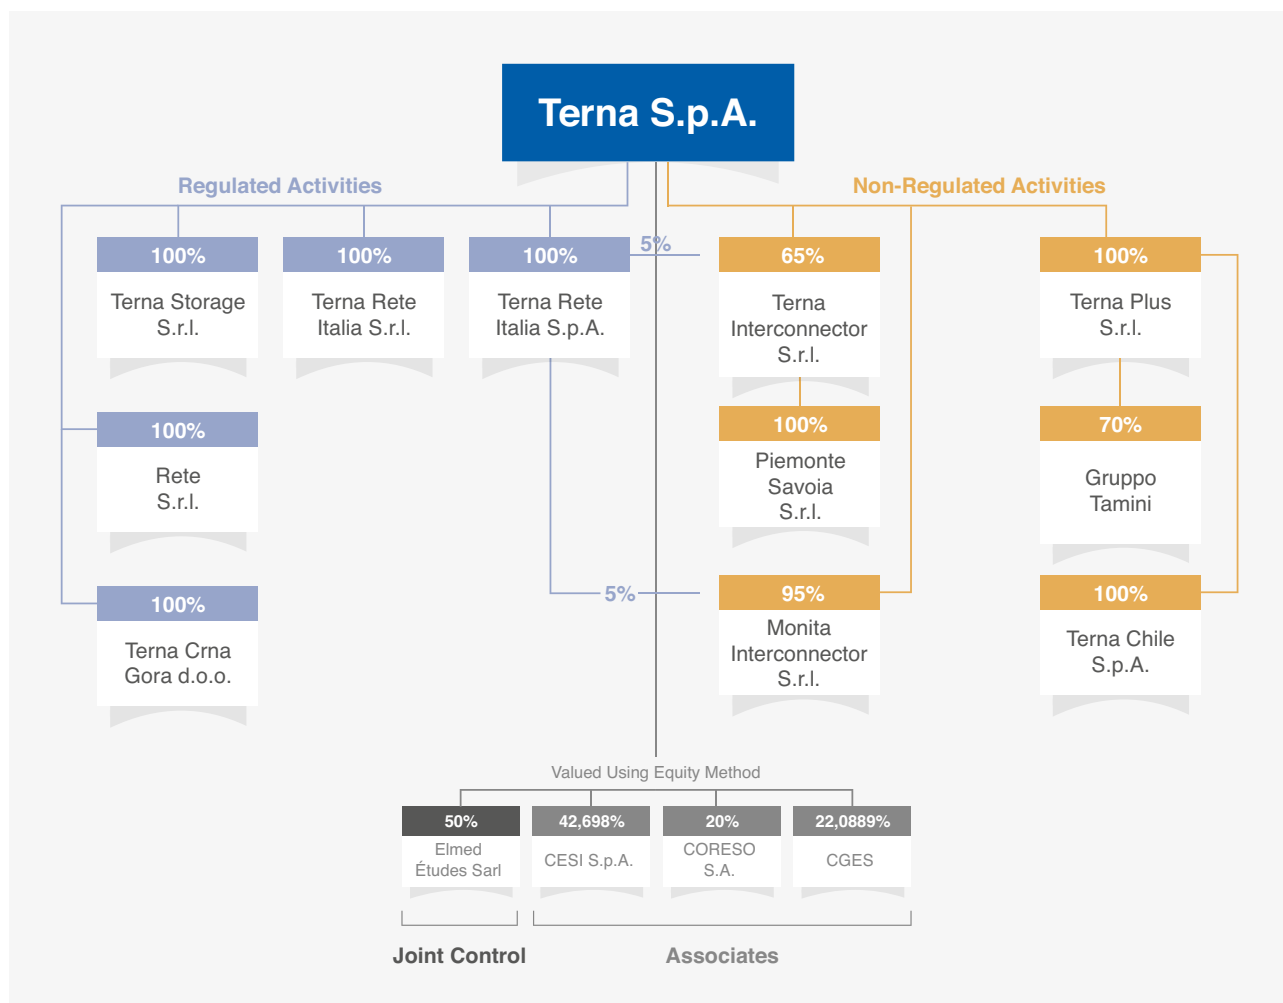 Terna S.p.A.
Regulated Activities
Non-Regulated Activities
100%
Terna Storage
S.r.l.
100%
Terna Rete
Italia S.r.l.
100%
Terna Rete
Italia S.p.A.
5%
65%
Terna
Interconnector
S.r.l.
100%
Terna Plus
S.r.l.
100%
Rete
S.r.l.
100%
Piemonte
Savoia
S.r.l.
70%
Gruppo
Tamini
100%
Terna Crna
Gora d.o.o.
5%
95%
Monita
Interconnector
S.r.l.
100%
Terna Chile
S.p.A.
Valued Using Equity Method
50%
Elmed
Études Sarl
42,698%
CESI S.p.A.
20%
CORESO
S.A.
22,0889%
CGES
Joint Control
Associates